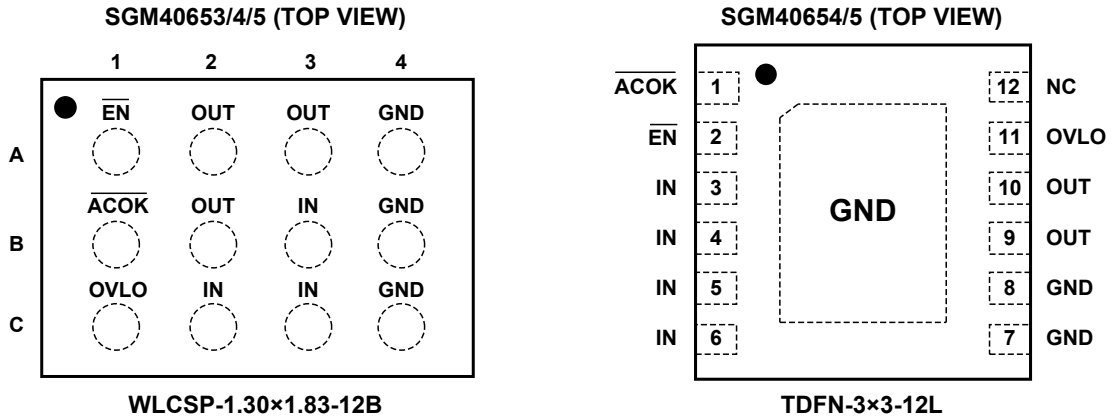 SGM40653/4/5 (TOP VIEW)
1 2 3 4
EN OUT OUT GND
A
ACOK OUT IN GND
B
OVLO IN IN GND
C
WLCSP-1.30×1.83-12B
SGM40654/5 (TOP VIEW)
ACOK 1 12 NC
EN 2 11 OVLO
IN 3 10 OUT
GND
IN 4 9 OUT
IN 5 8 GND
IN 6 7 GND
TDFN-3×3-12L